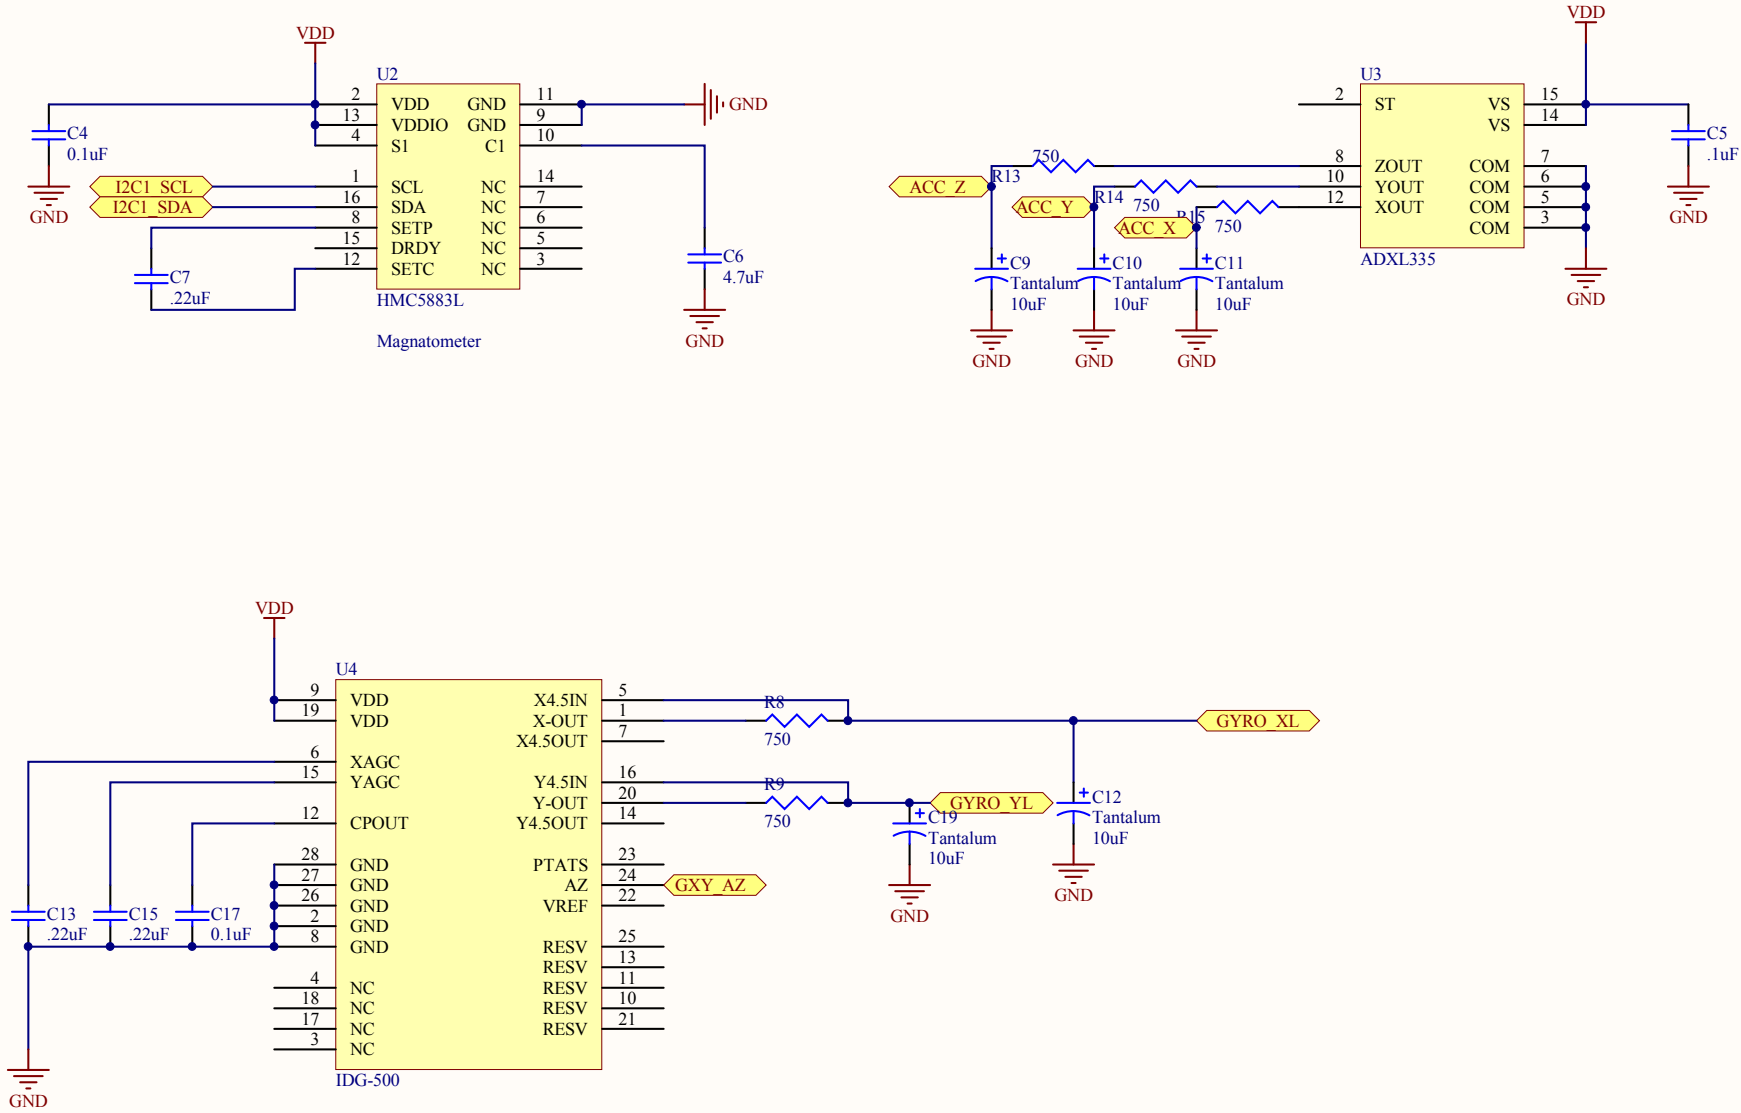 VDD
U2
2 VDD GND 11
13 VDDIO GND 9
4 S1 C1 10
1 SCL NC 14
16 SDA NC 7
8 SETP NC 6
15 DRDY NC 5
12 SETC NC 3
HMC5883L
Magnatometer
C4
0.1uF
GND
I2C1_SCL
I2C1_SDA
C7
.22uF
GND
C6
4.7uF
GND
VDD
U3
2 ST VS 15
VS 14
8 ZOUT COM 7
10 YOUT COM 6
12 XOUT COM 5
COM 3
ADXL335
C5
.1uF
GND
GND
750
R13
ACC_Z
R14
750
ACC_Y
R15
750
ACC_X
C9
Tantalum
10uF
GND
C10
Tantalum
10uF
GND
C11
Tantalum
10uF
GND
VDD
U4
9 VDD X4.5IN 5
19 VDD X-OUT 1
X4.5OUT 7
6 XAGC
15 YAGC Y4.5IN 16
Y-OUT 20
12 CPOUT Y4.5OUT 14
28 GND PTATS 23
27 GND AZ 24
26 GND VREF 22
2 GND
8 GND RESV 25
RESV 13
4 NC RESV 11
18 NC RESV 10
17 NC RESV 21
3 NC
IDG-500
R8
750
GYRO_XL
R9
750
GYRO_YL
C19
Tantalum
10uF
GND
C12
Tantalum
10uF
GND
GXY_AZ
C13
.22uF
C15
.22uF
C17
0.1uF
GND